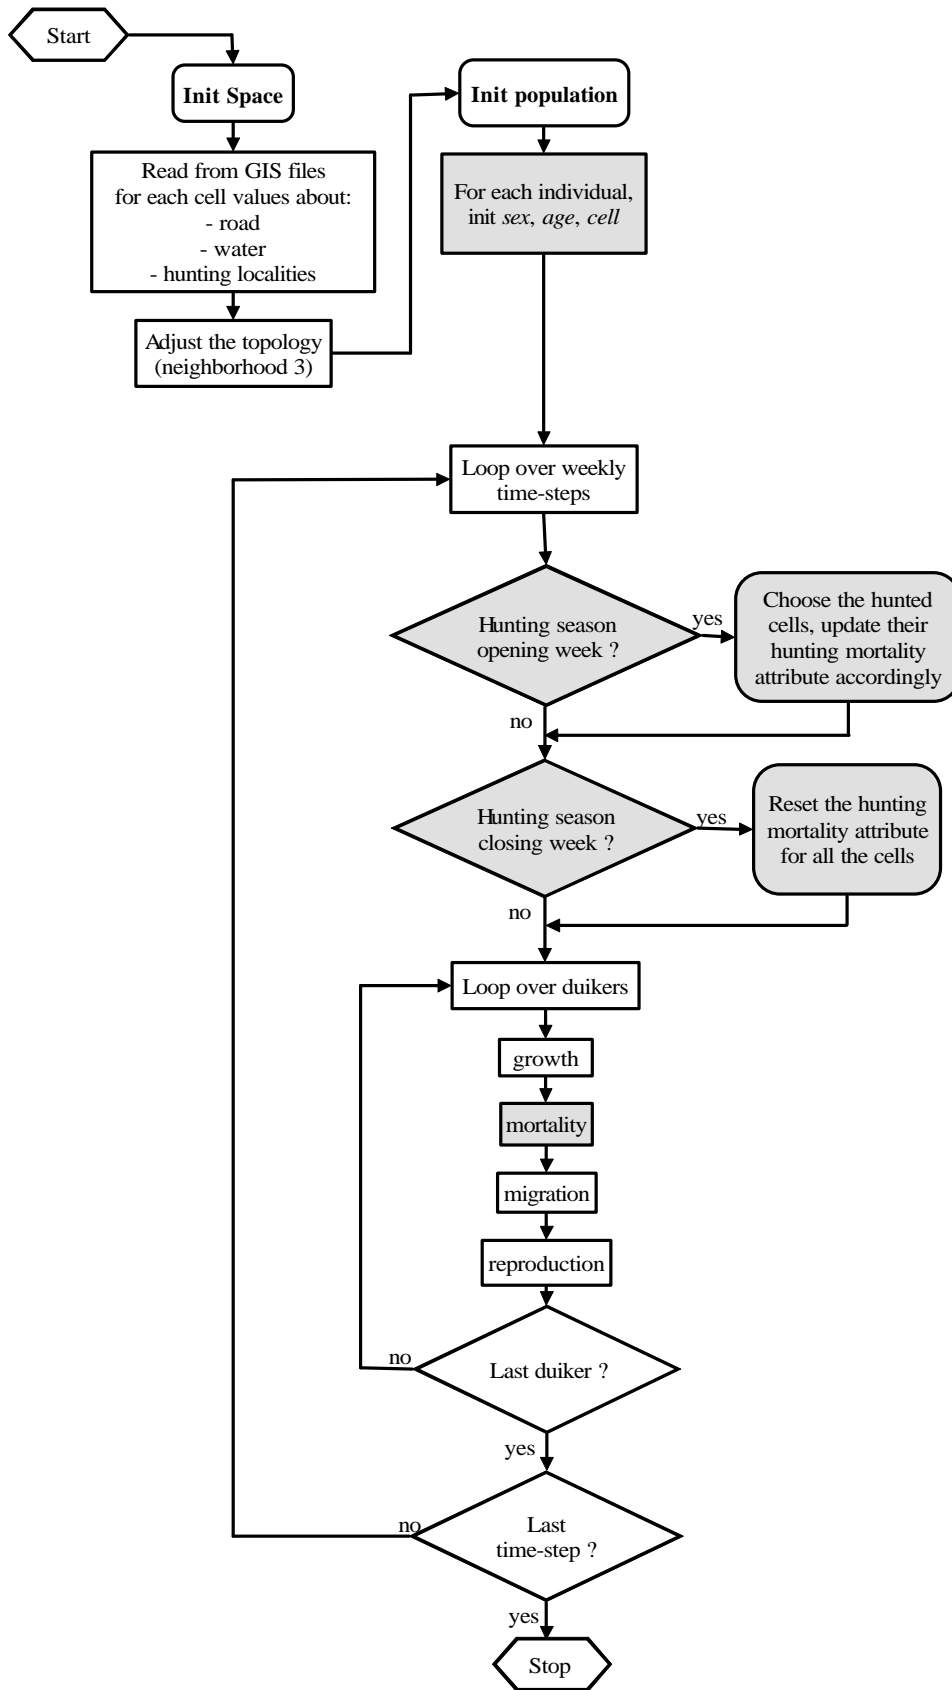 Start
Init Space
Read from GIS files
for each cell values about:
- road
- water
- hunting localities
Adjust the topology
(neighborhood 3)
Init population
For each individual,
init sex, age, cell
Loop over weekly
time-steps
Hunting season
opening week ?
yes
Choose the hunted
cells, update their
hunting mortality
attribute accordingly
no
Hunting season
closing week ?
yes
Reset the hunting
mortality attribute
for all the cells
no
Loop over duikers
growth
mortality
migration
reproduction
Last duiker ?
no
yes
Last
time-step ?
no
yes
Stop